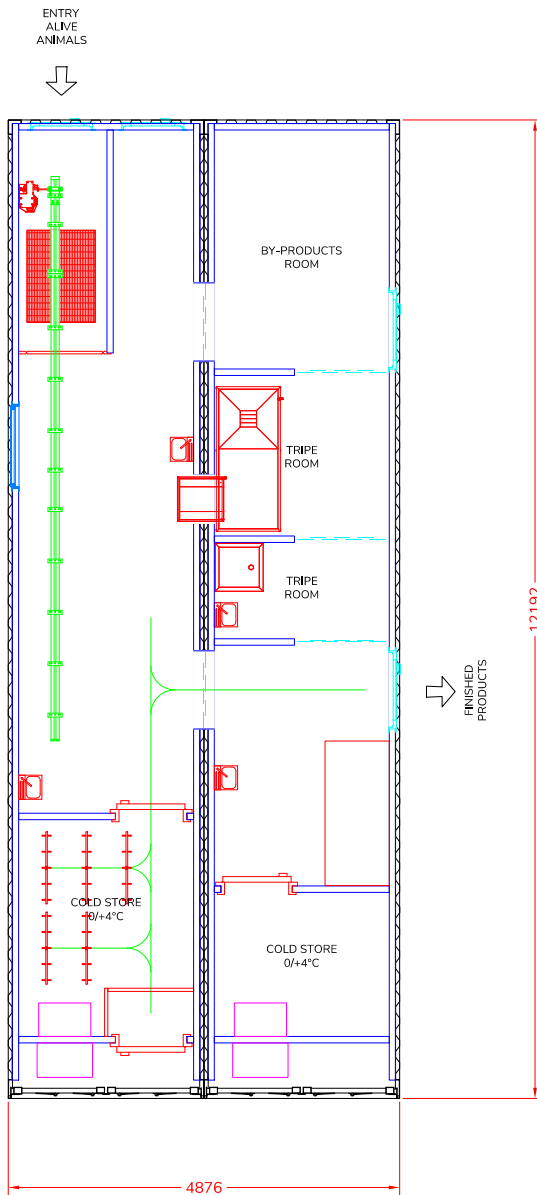 ENTRY
ALIVE
ANIMALS
BY-PRODUCTS
ROOM
TRIPE
ROOM
TRIPE
ROOM
12192
FINISHED
PRODUCTS
COLD STORE
0/+4°C
COLD STORE
0/+4°C
4876